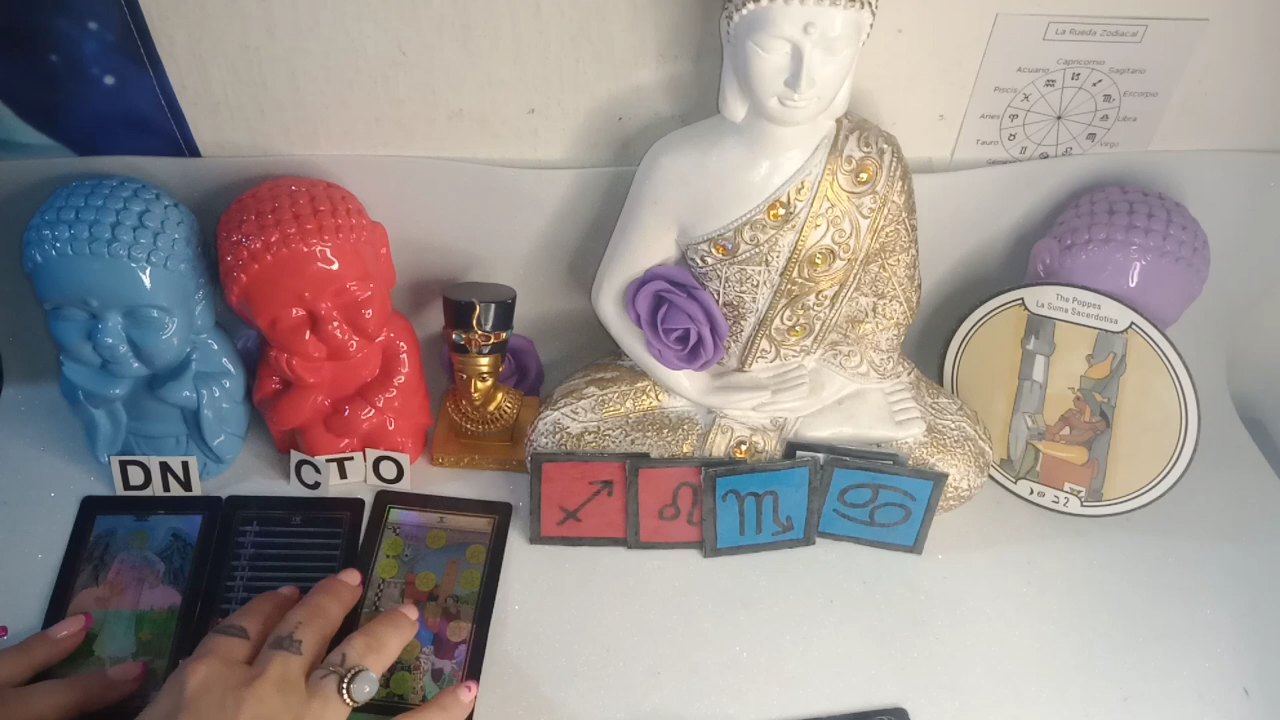 La Rueda Zodiacal
Capricornio
Acuario
Sagitario
Piscis
Escorpio
Aries
Libra
Tauro
Virgo
The Poppes
La Suma Sacerdotisa
DN
CTO
IX
X